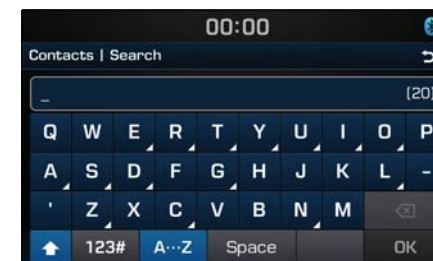 00:00
Contacts | Search
_ (20)
Q W E R T Y U I O P
A S D F G H J K L -
' Z X C V B N M
123# A···Z Space OK